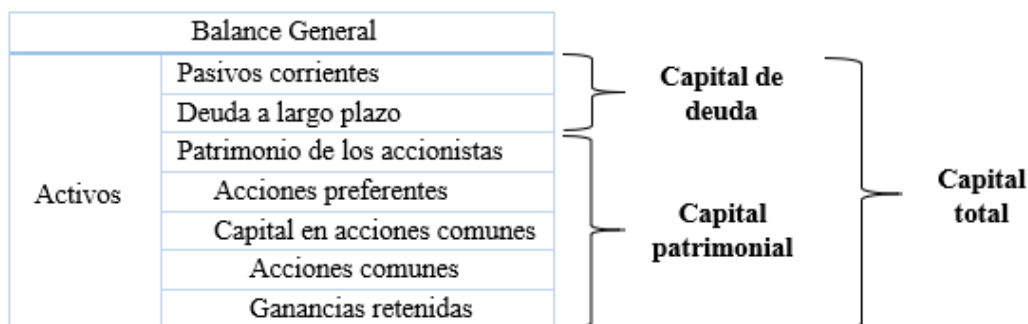 Balance General
Activos
Pasivos corrientes
Deuda a largo plazo
Patrimonio de los accionistas
Acciones preferentes
Capital en acciones comunes
Acciones comunes
Ganancias retenidas
Capital de
deuda
Capital
patrimonial
Capital
total